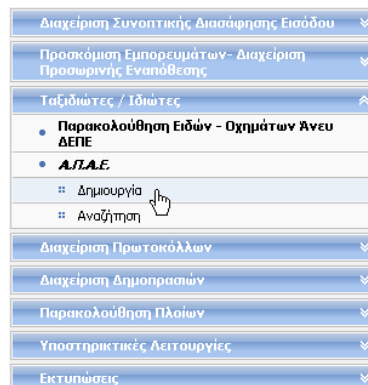 Διαχείριση Συνοπτικής Διασάφησης Εισόδου
Προσκόμιση Εμπορευμάτων- Διαχείριση
Προσωρινής Εναπόθεσης
Ταξιδιώτες / Ιδιώτες
Παρακολούθηση Ειδών - Οχημάτων Άνευ
ΔΕΠΕ
Α.Π.Α.Ε.
Δημιουργία
Αναζήτηση
Διαχείριση Πρωτοκόλλων
Διαχείριση Δημοπρασιών
Παρακολούθηση Πλοίων
Υποστηρικτικές Λειτουργίες
Εκτυπώσεις